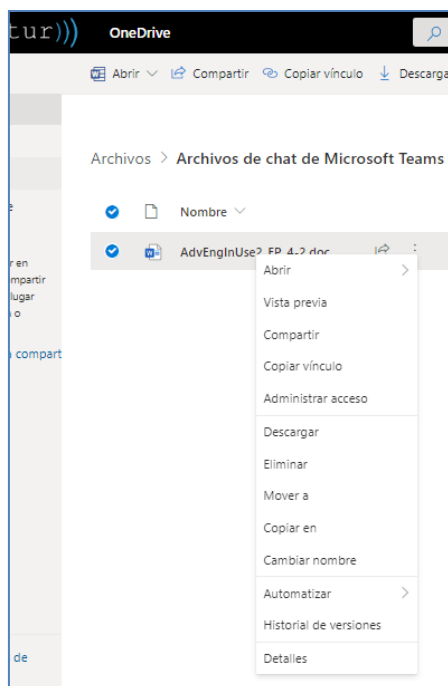 tur)))
OneDrive
Abrir Compartir Copiar vínculo Descarga
Archivos > Archivos de chat de Microsoft Teams
Nombre
AdvEngInUse2_EP_4-2.doc
r en
mpartir
lugar
o
compart
de
Abrir
Vista previa
Compartir
Copiar vínculo
Administrar acceso
Descargar
Eliminar
Mover a
Copiar en
Cambiar nombre
Automatizar
Historial de versiones
Detalles